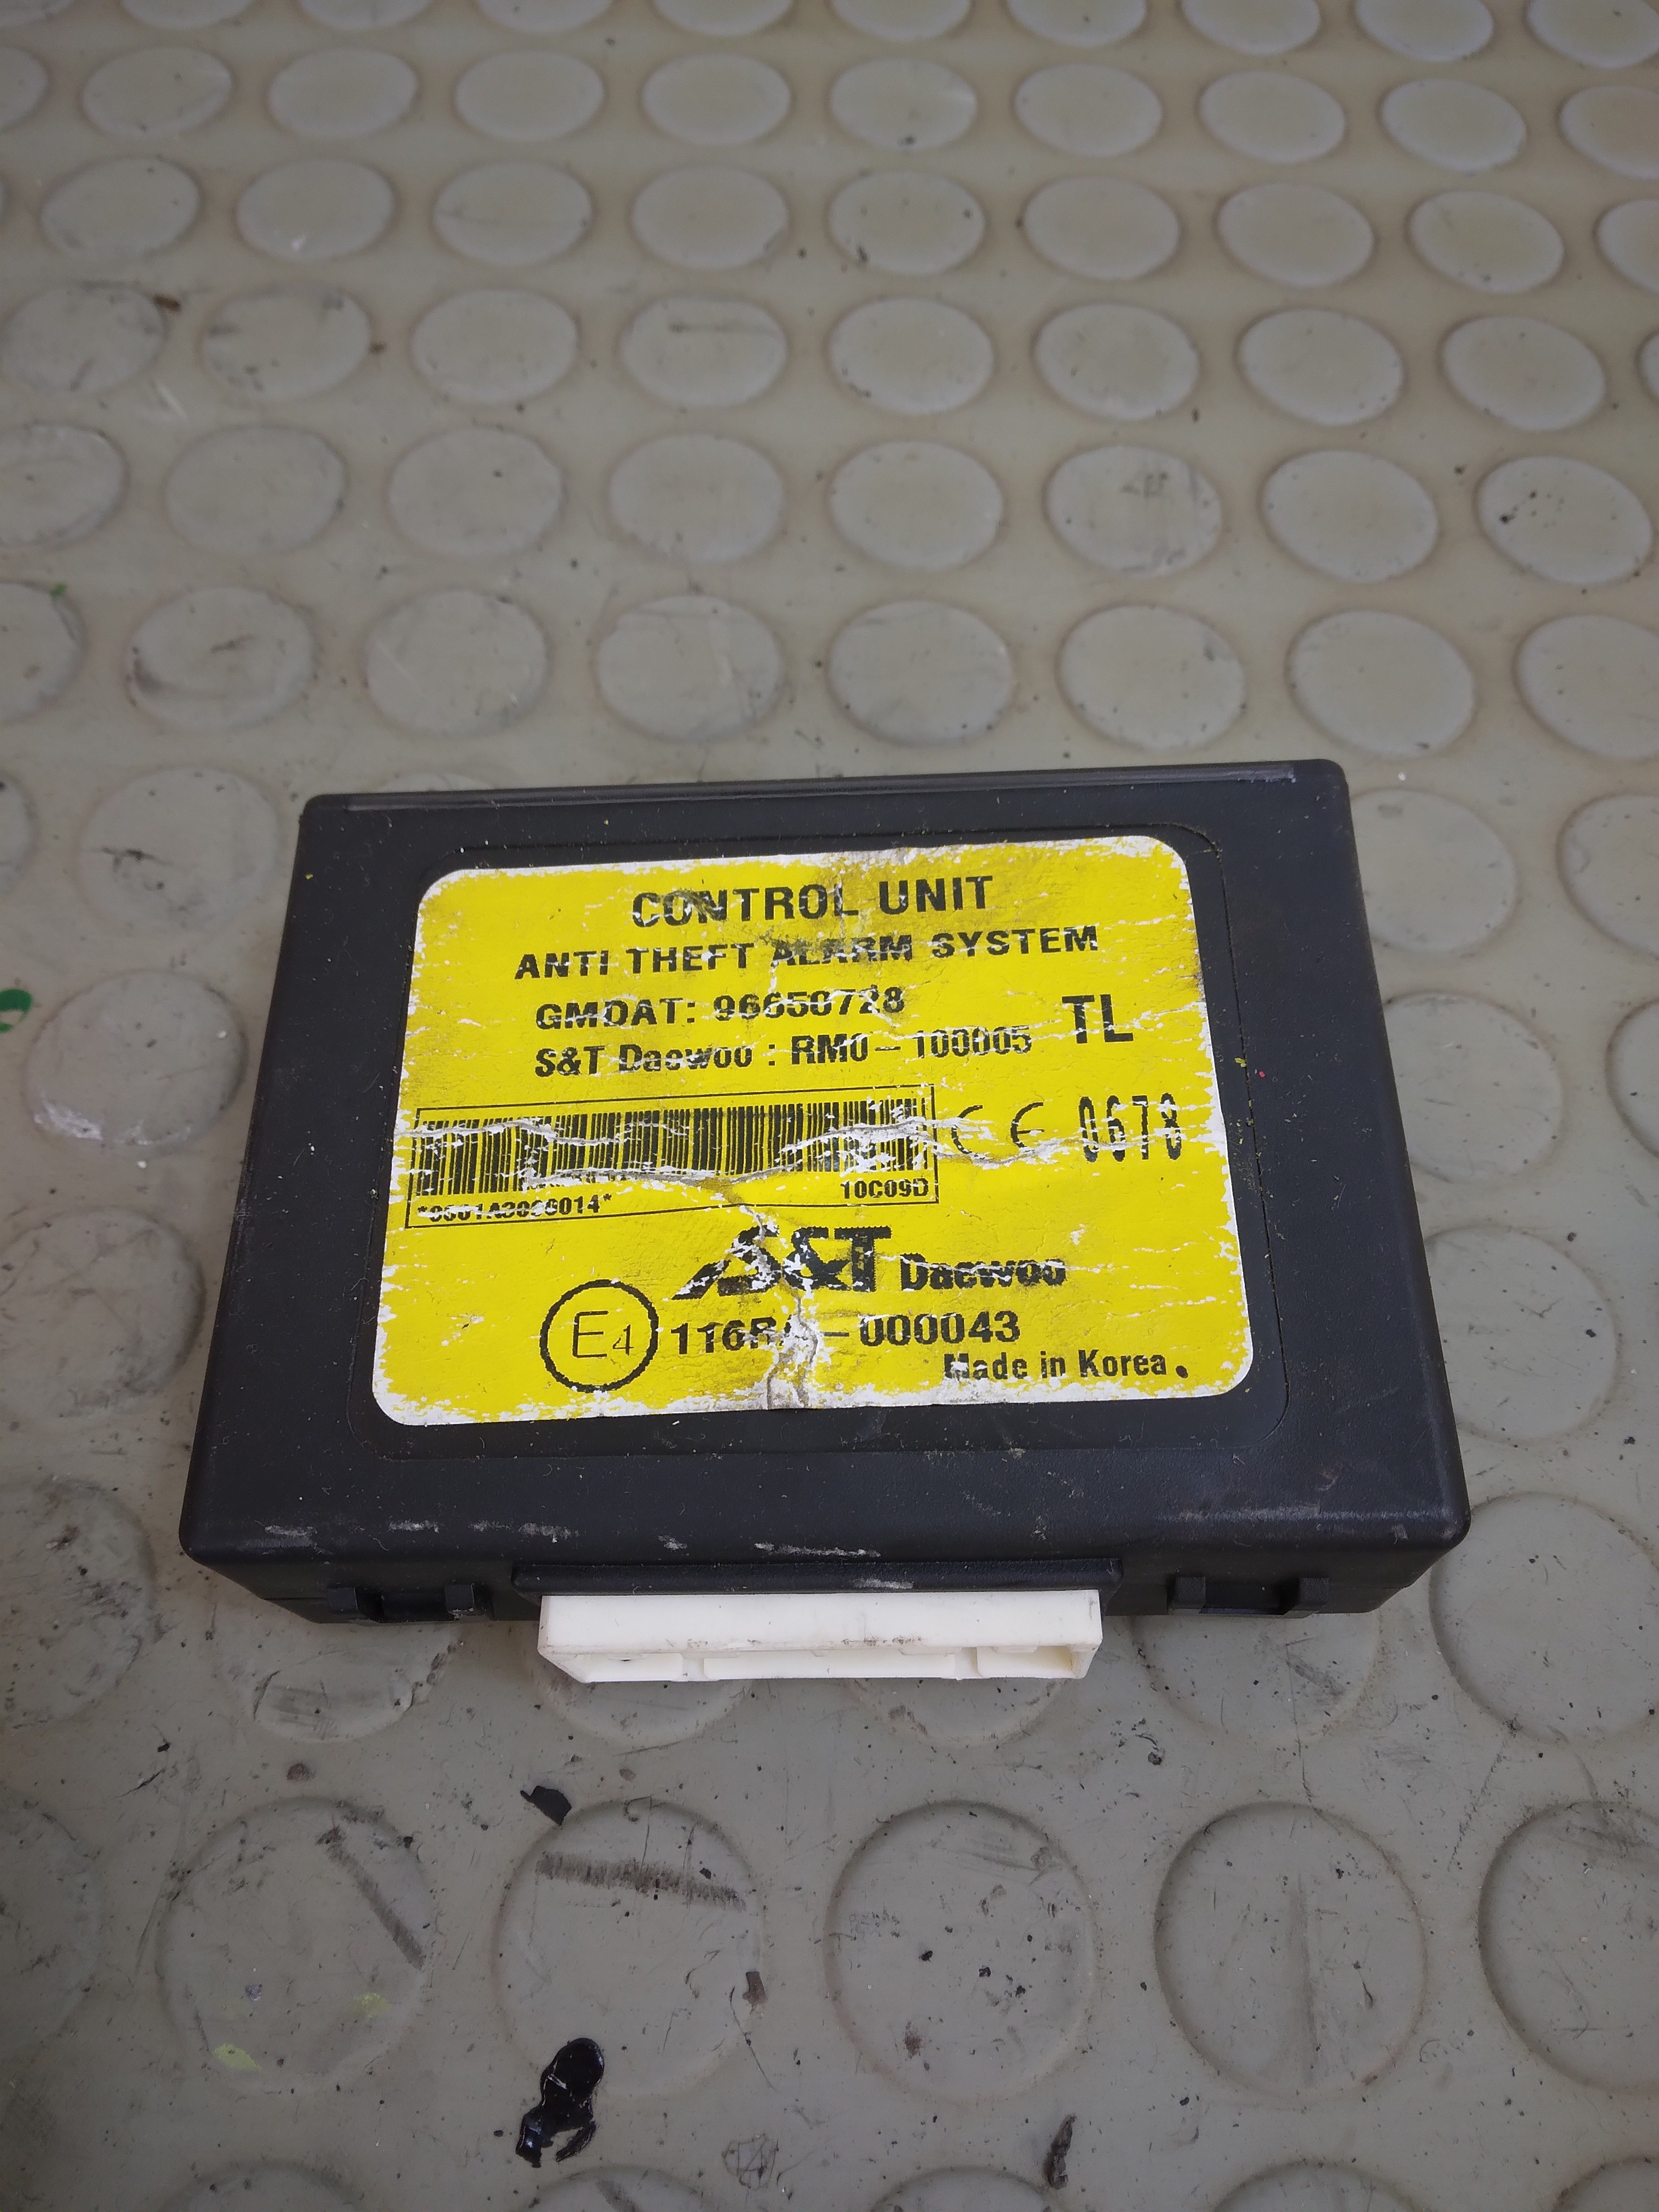 CONTROL UNIT
ANTI THEFT ALARM SYSTEM
GMDAT: 96650728
S&T Daewoo : RM0-100005 TL
CE 0678
10C09D
S&T Daewoo
E4 -000043
Made in Korea.